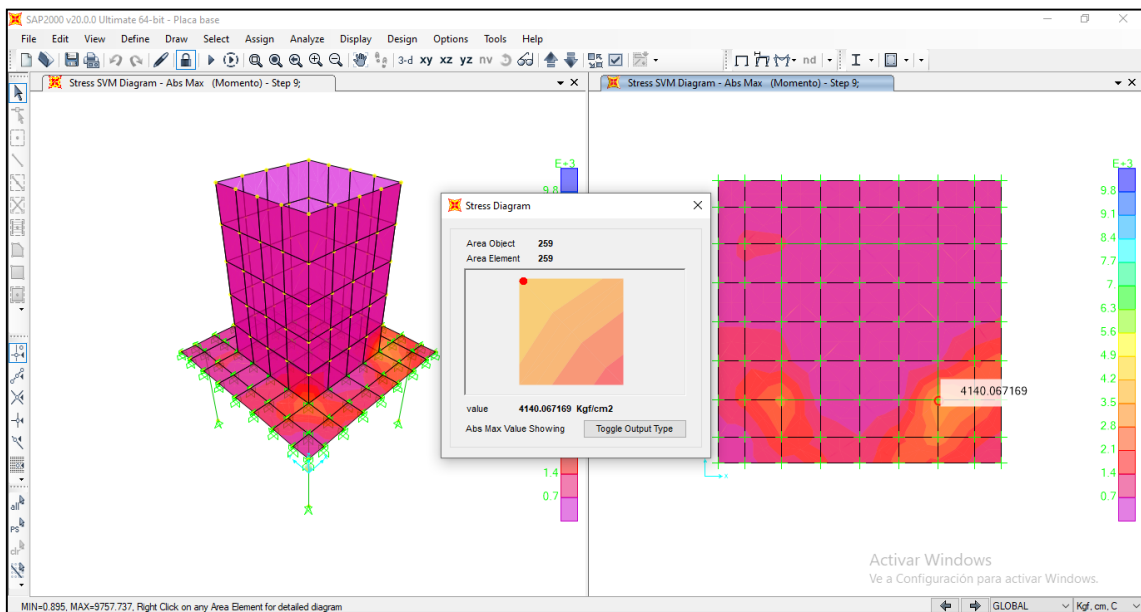 SAP2000 v20.0.0 Ultimate 64-bit - Placa base
File Edit View Define Draw Select Assign Analyze Display Design Options Tools Help
3-d xy xz yz nv nd
Stress SVM Diagram - Abs Max (Momento) - Step 9;
Stress SVM Diagram - Abs Max (Momento) - Step 9;
all
PS
dr
E+3
9.8
1.4
0.7
Stress Diagram
Area Object 259
Area Element 259
value 4140.067169 Kgf/cm2
Abs Max Value Showing Toggle Output Type
4140.067169
x
E+3
9.8
9.1
8.4
7.7
7
6.3
5.6
4.9
4.2
3.5
2.8
2.1
1.4
0.7
Activar Windows
Ve a Configuración para activar Windows.
MIN=0.895, MAX=9757.737, Right Click on any Area Element for detailed diagram
GLOBAL
Kgf, cm, C